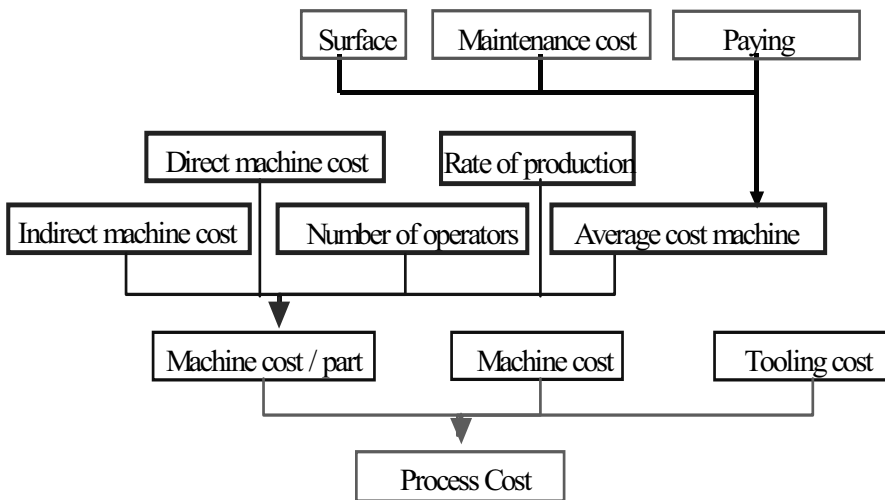 Surface
Maintenance cost
Paying
Direct machine cost
Rate of production
Indirect machine cost
Number of operators
Average cost machine
Machine cost / part
Machine cost
Tooling cost
Process Cost